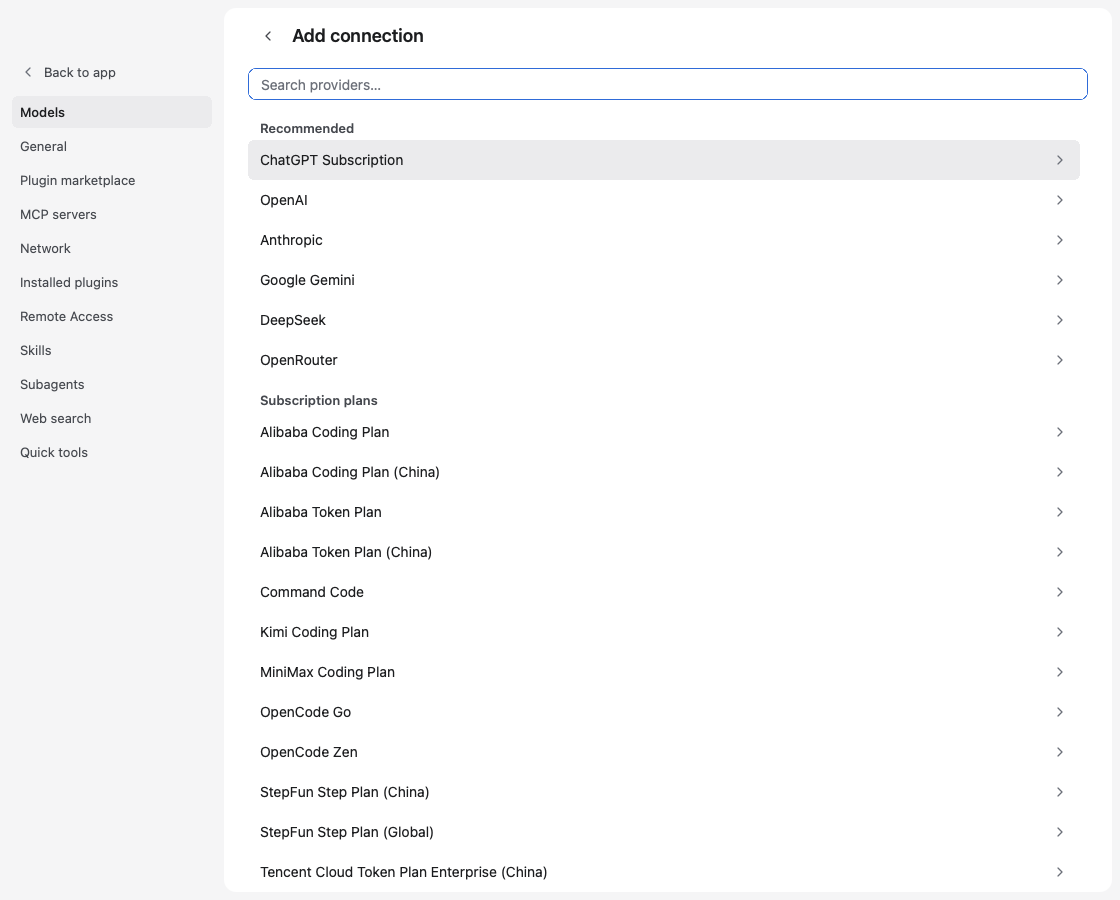 Add connection
Back to app
Models
General
Plugin marketplace
MCP servers
Network
Installed plugins
Remote Access
Skills
Subagents
Web search
Quick tools
Search providers...
Recommended
ChatGPT Subscription
OpenAI
Anthropic
Google Gemini
DeepSeek
OpenRouter
Subscription plans
Alibaba Coding Plan
Alibaba Coding Plan (China)
Alibaba Token Plan
Alibaba Token Plan (China)
Command Code
Kimi Coding Plan
MiniMax Coding Plan
OpenCode Go
OpenCode Zen
StepFun Step Plan (China)
StepFun Step Plan (Global)
Tencent Cloud Token Plan Enterprise (China)